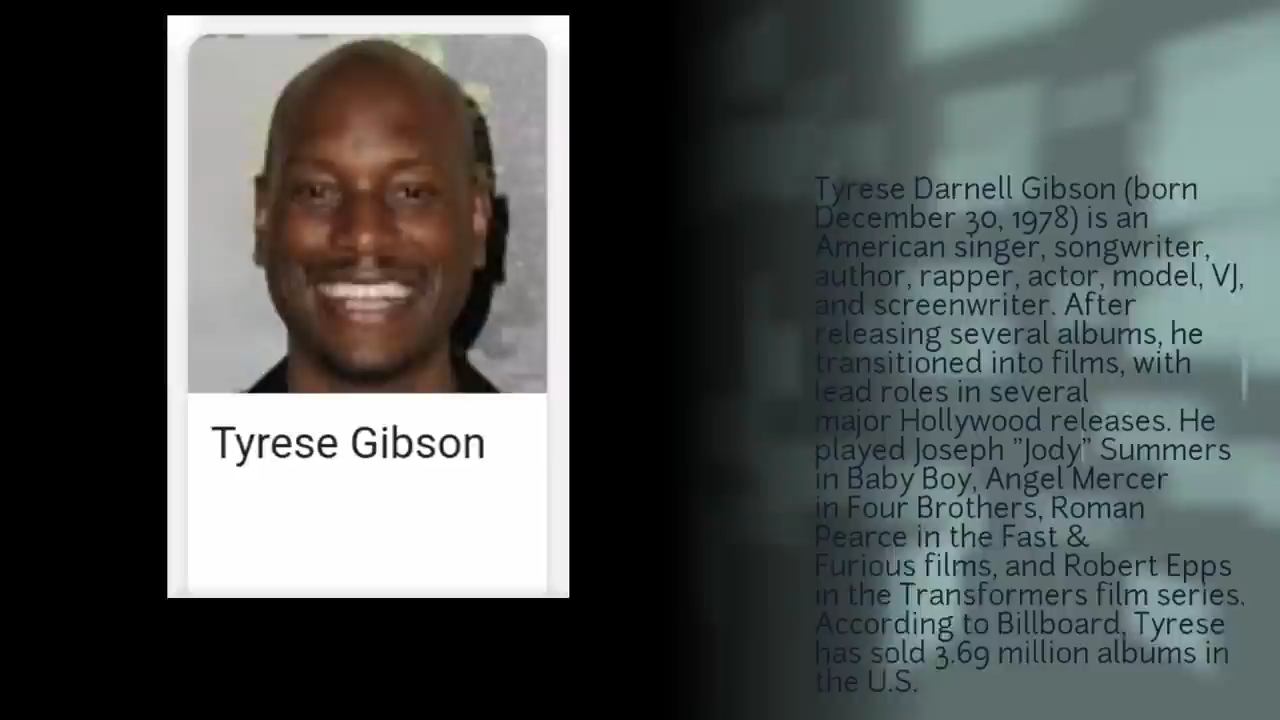 Tyrese Gibson
Tyrese Darnell Gibson (born
December 30, 1978) is an
American singer, songwriter,
author, rapper, actor, model, VJ,
and screenwriter. After
releasing several albums, he
transitioned into films, with
lead roles in several
major Hollywood releases. He
played Joseph "Jody" Summers
in Baby Boy, Angel Mercer
in Four Brothers, Roman
Pearce in the Fast &
Furious films, and Robert Epps
in the Transformers film series.
According to Billboard, Tyrese
has sold 3.69 million albums in
the U.S.